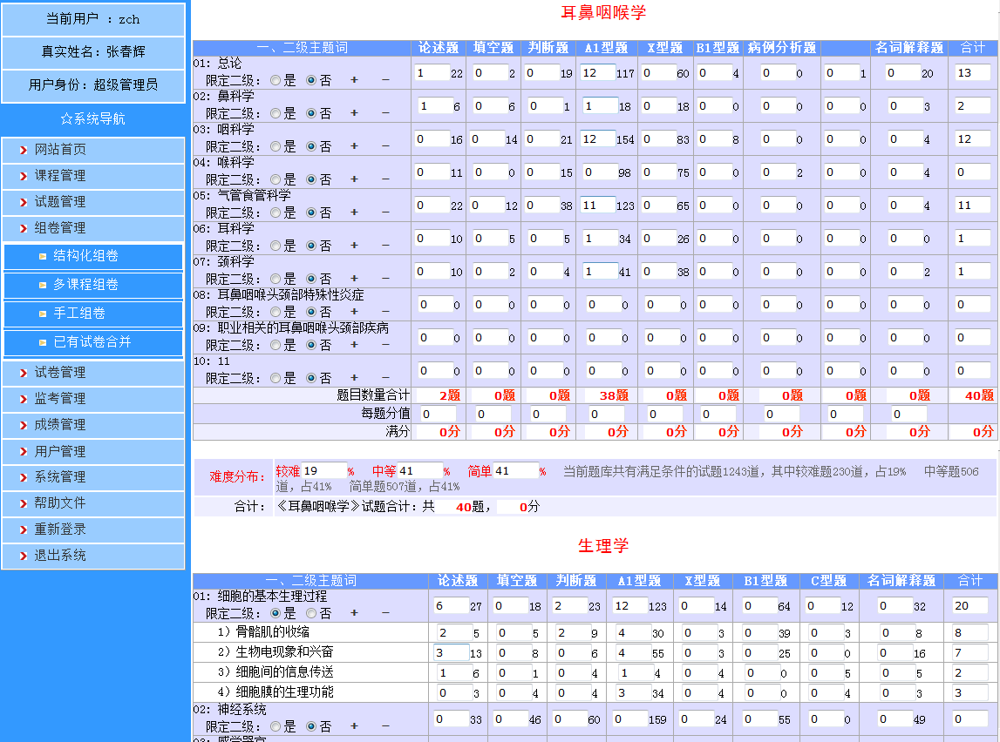 当前用户 ：zch
真实姓名：张春辉
用户身份：超级管理员
☆系统导航
网站首页
课程管理
试题管理
组卷管理
结构化组卷
多课程组卷
手工组卷
已有试卷合并
试卷管理
监考管理
成绩管理
用户管理
系统管理
帮助文件
重新登录
退出系统
耳鼻咽喉学
一、二级主题词 论述题 填空题 判断题 A1型题 X型题 B1型题 病例分析题 名词解释题 合计
01: 总论
限定二级： 是 否 + － 1 22 0 2 0 19 12 117 0 60 0 4 0 0 0 1 0 20 13
02: 鼻科学
限定二级： 是 否 + － 1 6 0 6 0 1 1 18 0 18 0 0 0 0 0 0 0 3 2
03: 咽科学
限定二级： 是 否 + － 0 16 0 14 0 21 12 154 0 83 0 8 0 0 0 0 0 4 12
04: 喉科学
限定二级： 是 否 + － 0 11 0 0 0 15 0 98 0 75 0 0 0 2 0 0 0 4 0
05: 气管食管科学
限定二级： 是 否 + － 0 22 0 12 0 38 11 123 0 65 0 0 0 0 0 0 0 4 11
06: 耳科学
限定二级： 是 否 + － 0 10 0 5 0 5 1 34 0 26 0 0 0 0 0 0 0 0 1
07: 颈科学
限定二级： 是 否 + － 0 10 0 2 0 4 1 41 0 38 0 0 0 0 0 0 0 2 1
08: 耳鼻咽喉头颈部特殊性炎症
限定二级： 是 否 + － 0 0 0 0 0 0 0 0 0 0 0 0 0 0 0 0 0 0 0
09: 职业相关的耳鼻咽喉头颈部疾病
限定二级： 是 否 + － 0 0 0 0 0 0 0 0 0 0 0 0 0 0 0 0 0 0 0
10: 11
限定二级： 是 否 + － 0 0 0 0 0 0 0 0 0 0 0 0 0 0 0 0 0 0 0
题目数量合计 2题 0题 0题 38题 0题 0题 0题 0题 0题 40题
每题分值 0 0 0 0 0 0 0 0 0
满分 0分 0分 0分 0分 0分 0分 0分 0分 0分 0分
难度分布： 较难 19 % 中等 41 % 简单 41 % 当前题库共有满足条件的试题1243道，其中较难题230道，占19% 中等题506
道，占41% 简单题507道，占41%
合计： 《耳鼻咽喉学》试题合计：共 40题， 0分
生理学
一、二级主题词 论述题 填空题 判断题 A1型题 X型题 B1型题 C型题 名词解释题 合计
01: 细胞的基本生理过程
限定二级： 是 否 + － 6 27 0 18 2 23 12 123 0 14 0 64 0 12 0 32 20
1）骨骼肌的收缩 2 5 0 5 2 9 4 30 0 3 0 39 0 3 0 8 8
2）生物电现象和兴奋 3 13 0 8 0 6 4 55 0 3 0 25 0 0 0 16 7
3）细胞间的信息传送 1 6 0 1 0 4 1 4 0 4 0 0 0 5 0 5 2
4）细胞膜的生理功能 0 3 0 4 0 4 3 34 0 4 0 0 0 4 0 3 3
02: 神经系统
限定二级： 是 否 + － 0 33 0 46 0 60 0 159 0 24 0 55 0 0 0 49 0